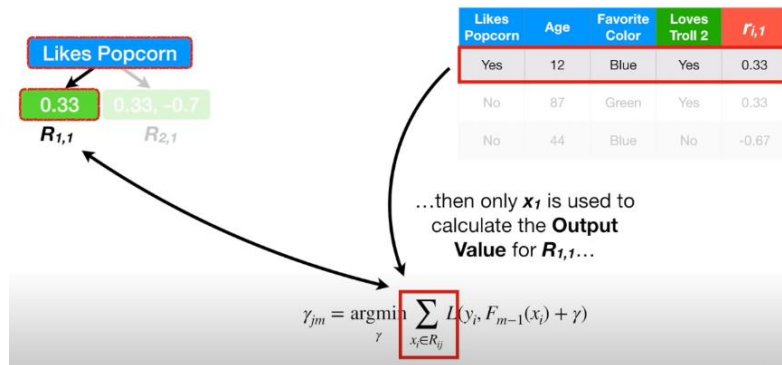 Likes Popcorn
0.33 0.33, -0.7
R1,1 R2,1
Likes Popcorn Age Favorite Color Loves Troll 2 ri,1
Yes 12 Blue Yes 0.33
No 87 Green Yes 0.33
No 44 Blue No -0.67
…then only x1 is used to
calculate the Output
Value for R1,1…
γjm = argmin γ ∑ xi∈Rij L(yi, Fm−1(xi) + γ)